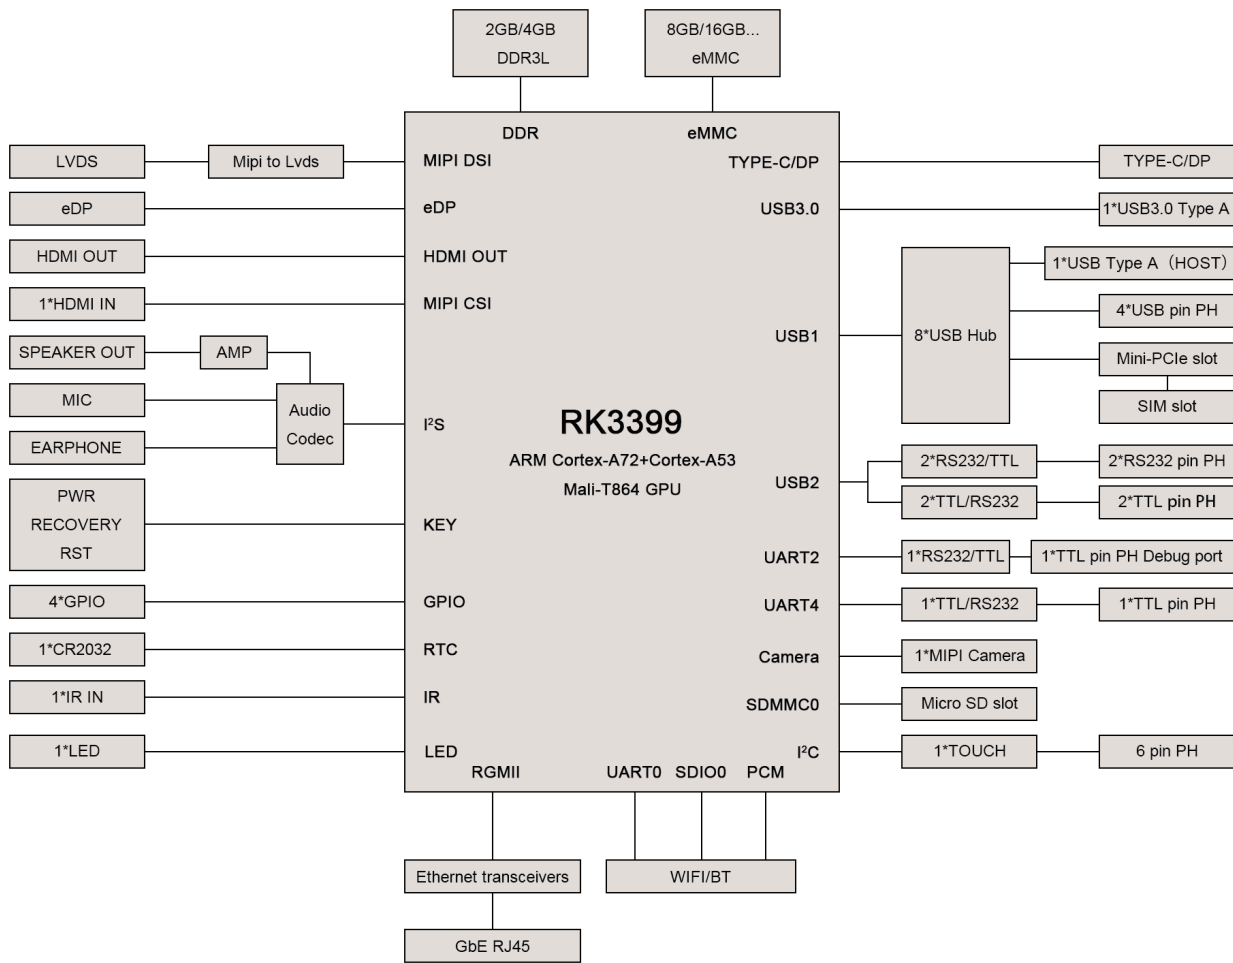 2GB/4GB
DDR3L
8GB/16GB...
eMMC
DDR
eMMC
LVDS
Mipi to Lvds
MIPI DSI
TYPE-C/DP
TYPE-C/DP
eDP
eDP
USB3.0
1*USB3.0 Type A
HDMI OUT
HDMI OUT
1*USB Type A（HOST）
1*HDMI IN
MIPI CSI
4*USB pin PH
USB1
8*USB Hub
SPEAKER OUT
AMP
Mini-PCIe slot
MIC
SIM slot
Audio
Codec
I²S
EARPHONE
RK3399
ARM Cortex-A72+Cortex-A53
Mali-T864 GPU
USB2
2*RS232/TTL
2*RS232 pin PH
2*TTL/RS232
2*TTL pin PH
PWR
RECOVERY
RST
KEY
UART2
1*RS232/TTL
1*TTL pin PH Debug port
4*GPIO
GPIO
UART4
1*TTL/RS232
1*TTL pin PH
1*CR2032
RTC
Camera
1*MIPI Camera
1*IR IN
IR
SDMMC0
Micro SD slot
1*LED
LED
I²C
1*TOUCH
6 pin PH
RGMII
UART0
SDIO0
PCM
Ethernet transceivers
WIFI/BT
GbE RJ45